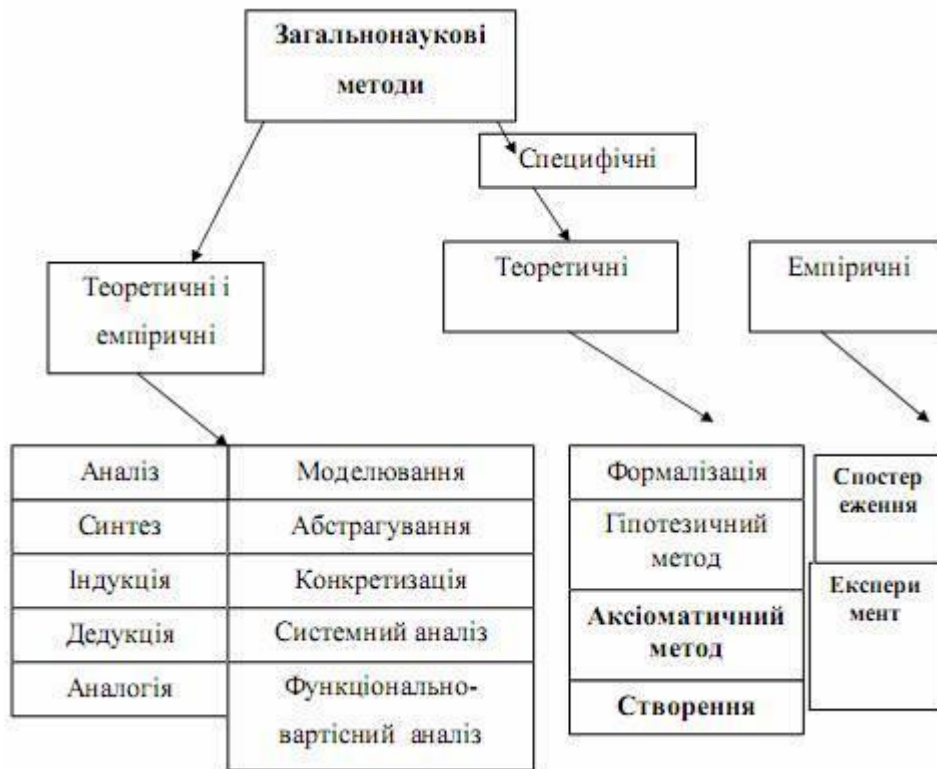 Загальнонаукові
методи
Специфічні
Теоретичні і
емпіричні
Теоретичні
Емпіричні
Аналіз
Синтез
Індукція
Дедукція
Аналогія
Моделювання
Абстрагування
Конкретизація
Системний аналіз
Функціонально-
вартісний аналіз
Формалізація
Гіпотезичний
метод
Аксіоматичний
метод
Створення
Спостер
еження
Експери
мент